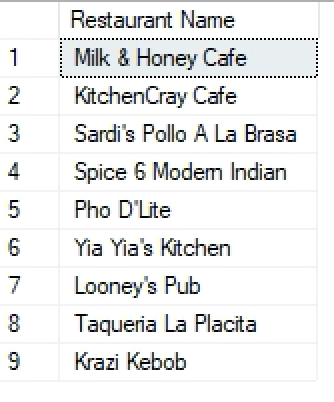 Restaurant Name
1 Milk & Honey Cafe
2 KitchenCray Cafe
3 Sardi's Pollo A La Brasa
4 Spice 6 Modern Indian
5 Pho D'Lite
6 Yia Yia's Kitchen
7 Looney's Pub
8 Taqueria La Placita
9 Krazi Kebob